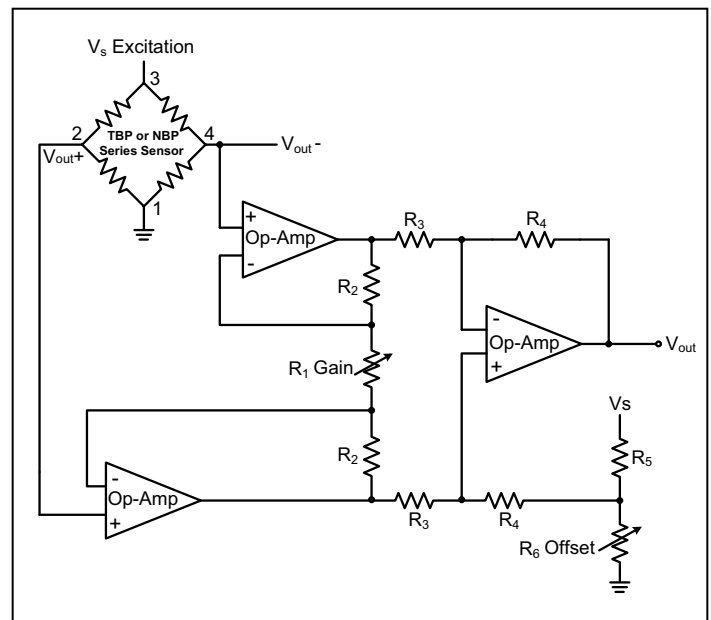 Vs Excitation
3
2
TBP or NBP
Series Sensor
4
Vout+
Vout-
1
+
Op-Amp
-
R3
R4
R2
-
Op-Amp
+
Vout
R1 Gain
Vs
R5
-
Op-Amp
+
R2
R3
R4
R6 Offset